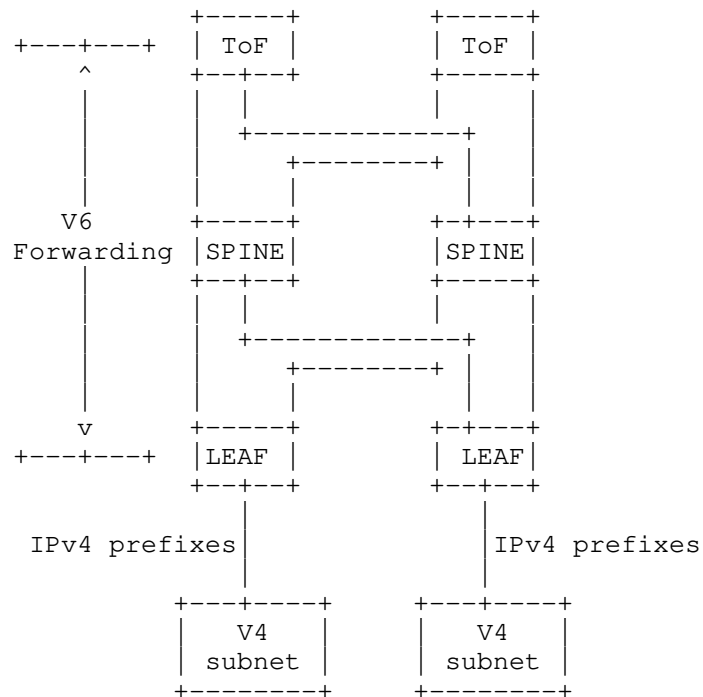 ToF ToF
V6
Forwarding SPINE SPINE
v
LEAF LEAF
IPv4 prefixes IPv4 prefixes
V4 V4
subnet subnet